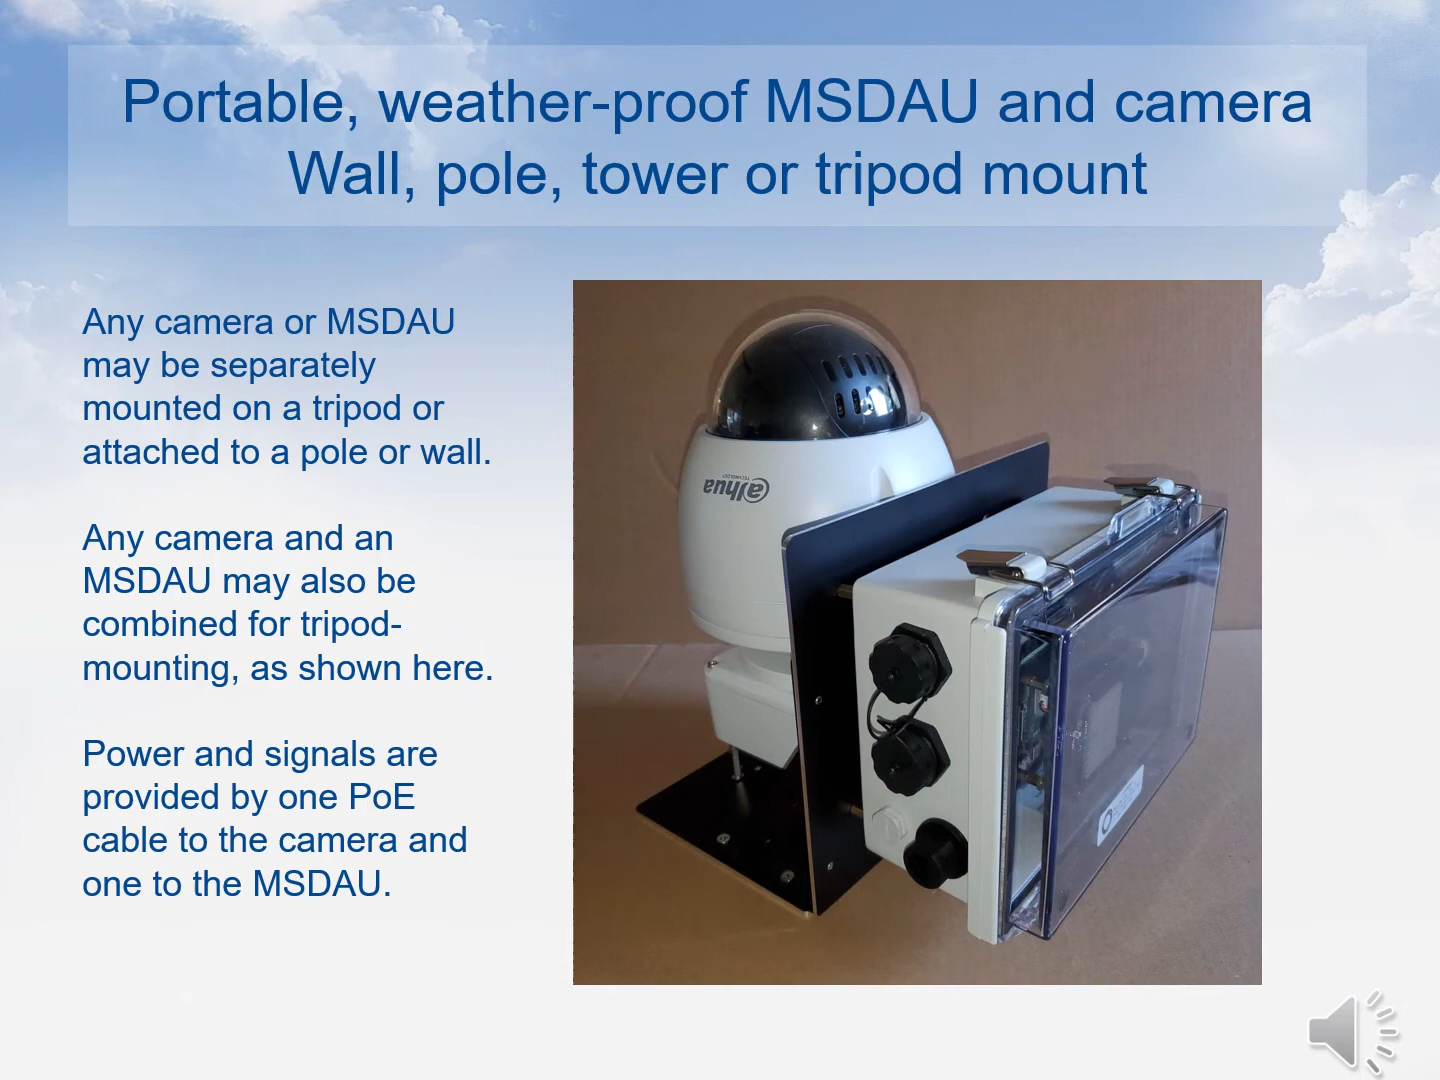 Portable, weather-proof MSDAU and camera
Wall, pole, tower or tripod mount
Any camera or MSDAU
may be separately
mounted on a tripod or
attached to a pole or wall.
Any camera and an
MSDAU may also be
combined for tripod-
mounting, as shown here.
Power and signals are
provided by one PoE
cable to the camera and
one to the MSDAU.
alhua
TECHNOLOGY